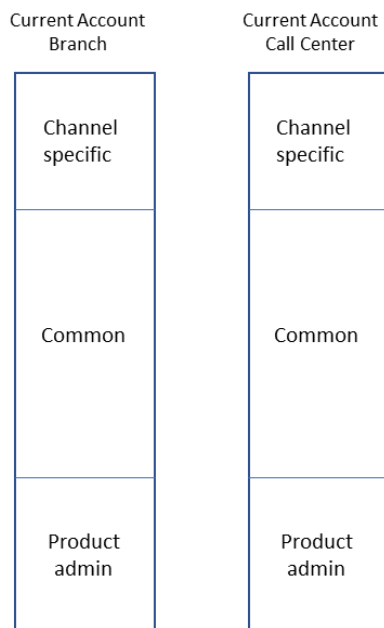 Current Account
Branch
Current Account
Call Center
Channel
specific
Channel
specific
Common
Common
Product
admin
Product
admin